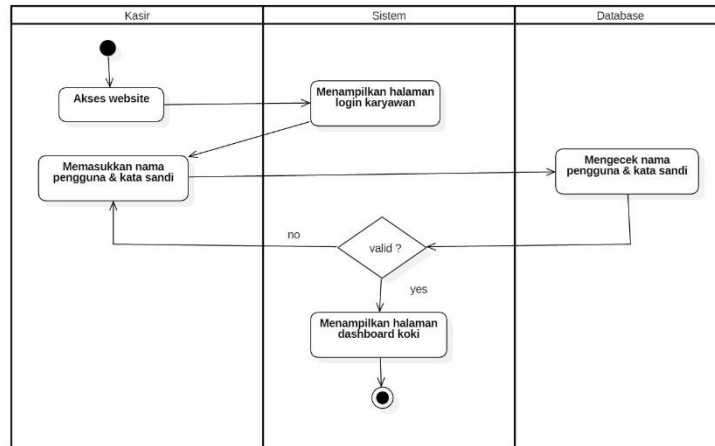 Kasir
Sistem
Database
Akses website
Menampilkan halaman
login karyawan
Memasukkan nama
pengguna & kata sandi
Mengecek nama
pengguna & kata sandi
no
valid ?
yes
Menampilkan halaman
dashboard koki